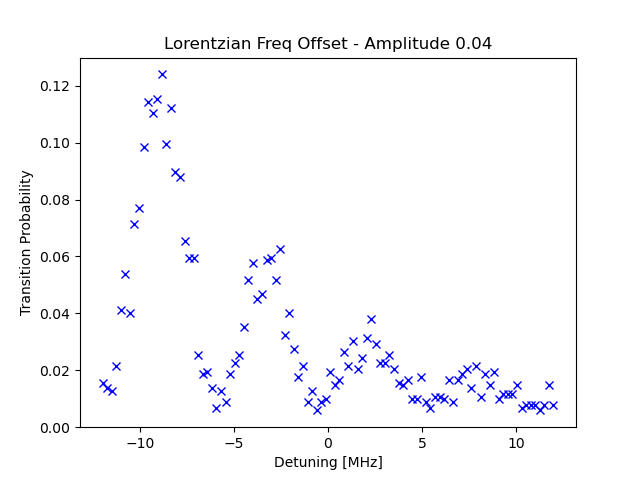 Lorentzian Freq Offset - Amplitude 0.04
0.12
0.10
0.08
0.06
0.04
0.02
0.00
Transition Probability
−10 −5 0 5 10
Detuning [MHz]